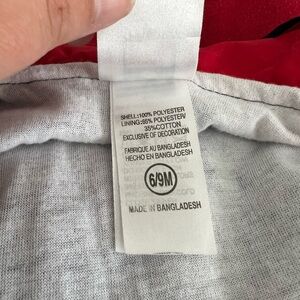 SHELL:100% POLYESTER
LINING:65% POLYESTER/
35%COTTON
EXCLUSIVE OF DECORATION
FABRIQUE AU BANGLADESH
HECHO EN BANGLADESH
6/9M
MADE IN BANGLADESH